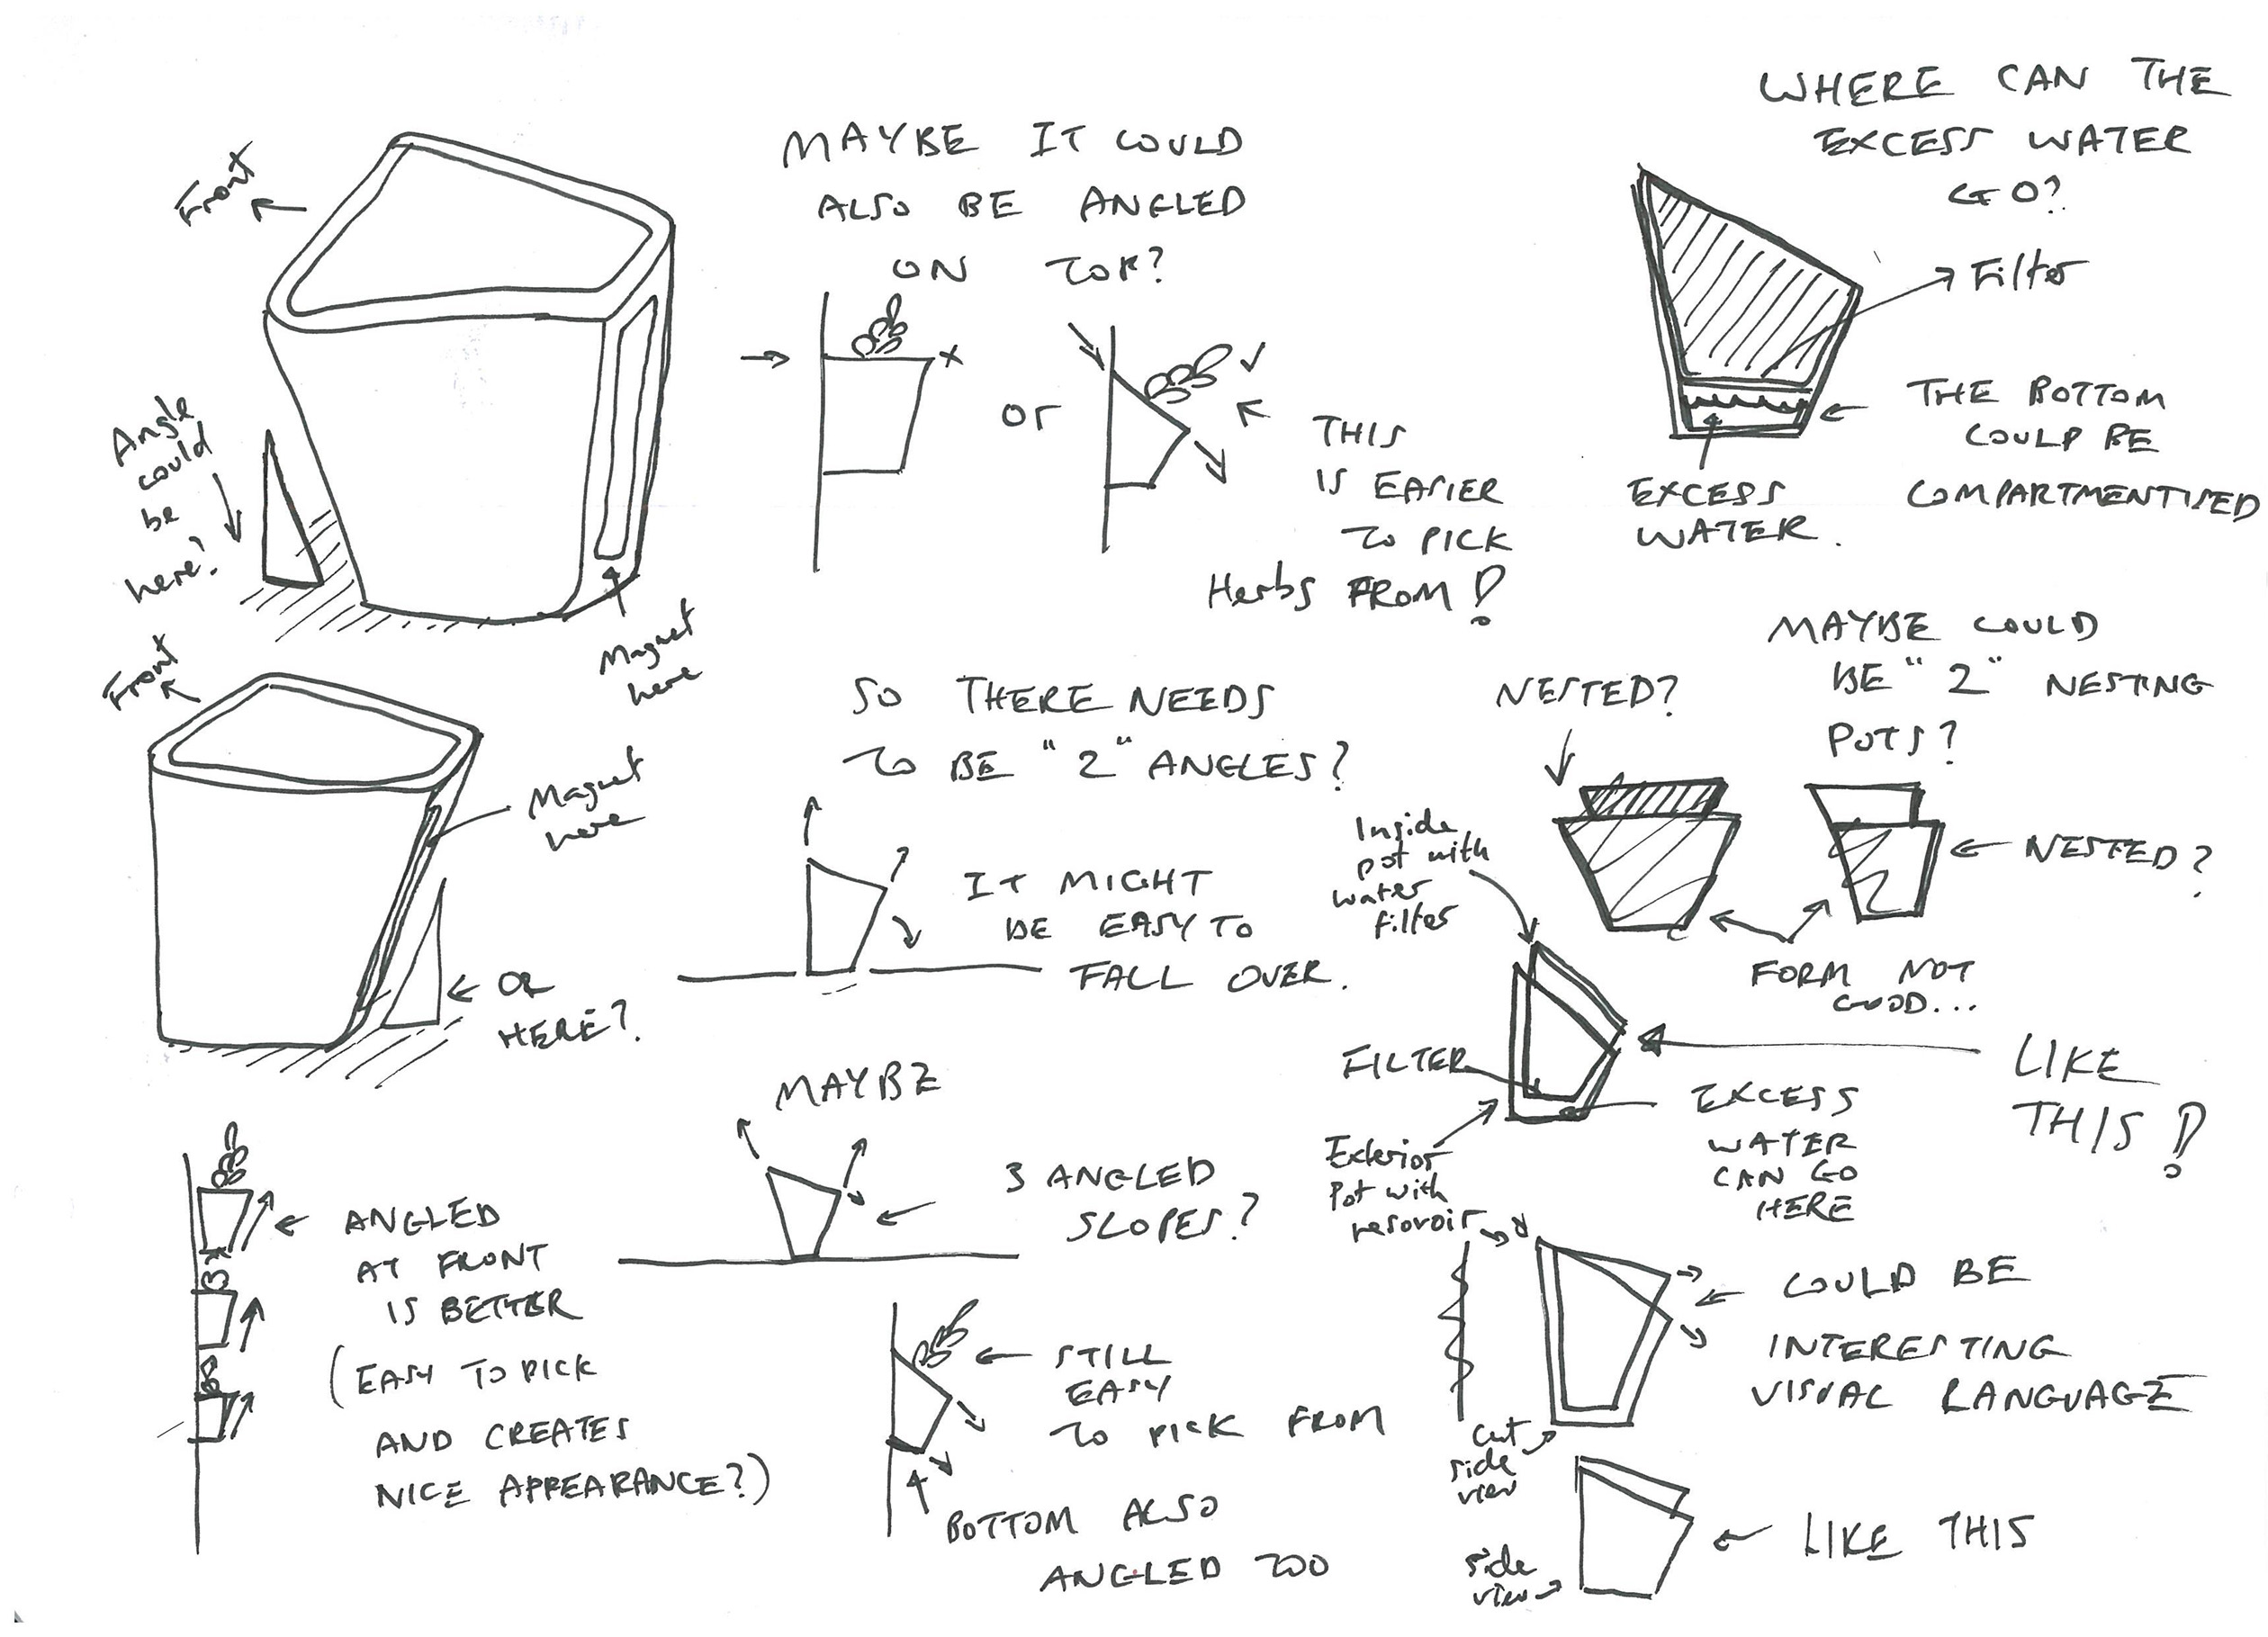 Front
MAYBE IT COULD
ALSO BE ANGLED
ON TOP?
X
or
✓
THIS
IS EASIER
TO PICK
Herbs FROM!
Angle
could
be
here?
Magnet
here
WHERE CAN THE
EXCESS WATER
GO?
Filter
THE BOTTOM
COULD BE
COMPARTMENTISED
EXCESS
WATER.
Front
Magnet
here
OR
HERE?
SO THERE NEEDS
TO BE "2" ANGLES?
IT MIGHT
BE EASY TO
FALL OVER.
MAYBE
3 ANGLED
SLOPES?
ANGLED
AT FRONT
IS BETTER
(EASY TO PICK
AND CREATES
NICE APPEARANCE?)
STILL
EASY
TO PICK FROM
BOTTOM ALSO
ANGLED TOO
NESTED?
MAYBE COULD
BE "2" NESTING
POTS?
NESTED?
FORM NOT
GOOD...
Inside
pot with
water
filter
FILTER
Exterior
Pot with
resovoir
EXCESS
WATER
CAN GO
HERE
LIKE
THIS!
COULD BE
INTERESTING
VISUAL LANGUAGE
Cut
side
view
LIKE THIS
side
view